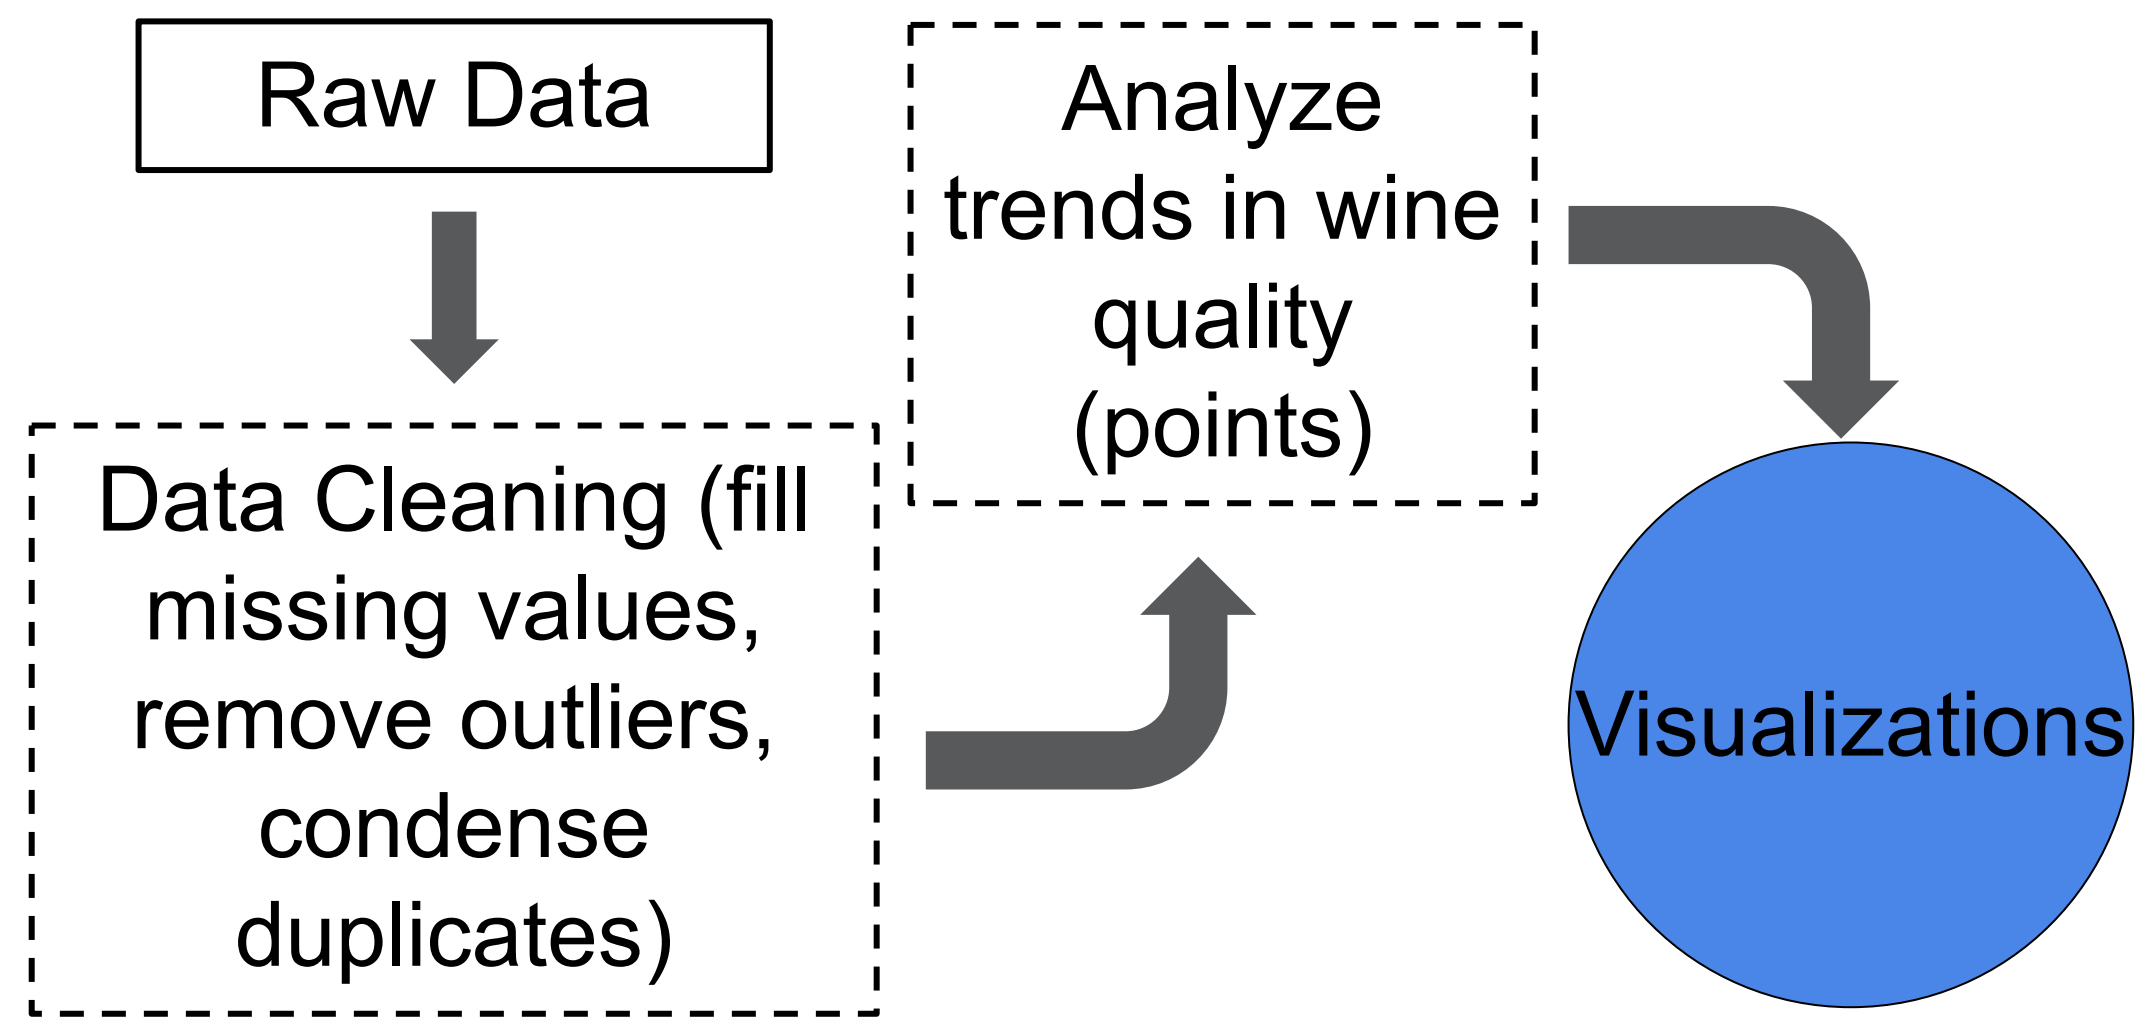 Raw Data
Data Cleaning (fill
missing values,
remove outliers,
condense
duplicates)
Analyze
trends in wine
quality
(points)
Visualizations